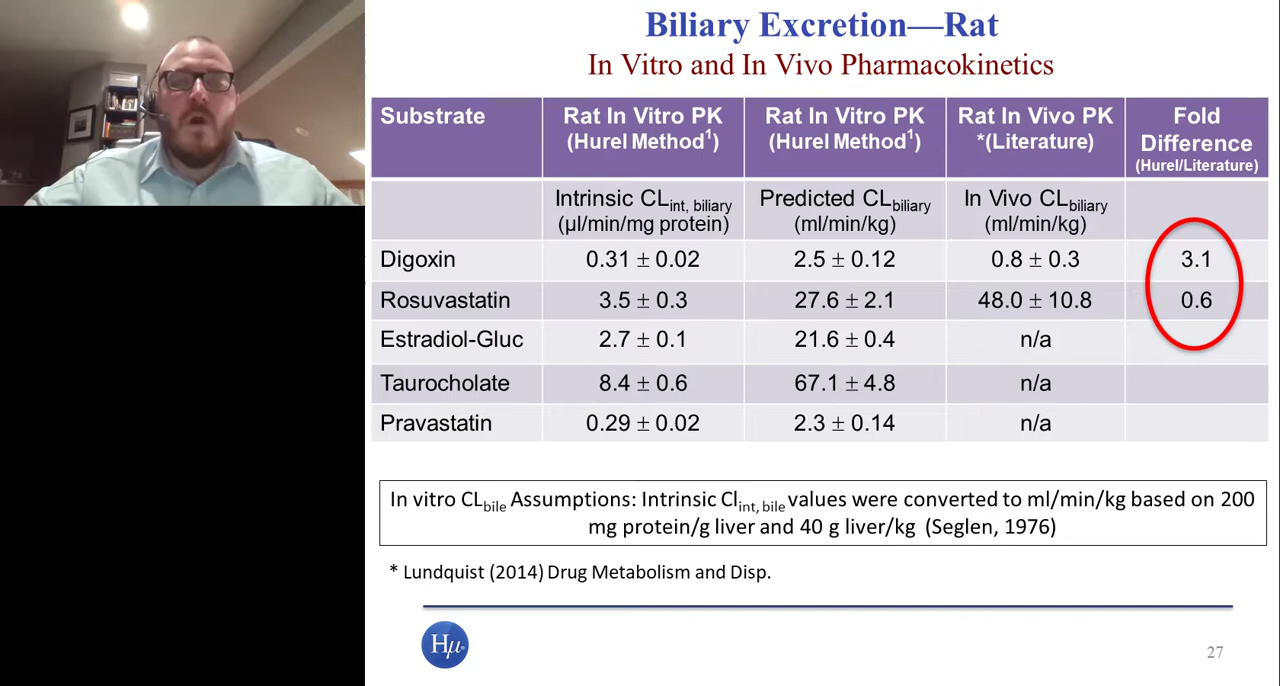 Biliary Excretion—Rat
In Vitro and In Vivo Pharmacokinetics
Substrate
Rat In Vitro PK
(Hurel Method¹)
Rat In Vitro PK
(Hurel Method¹)
Rat In Vivo PK
*(Literature)
Fold
Difference
(Hurel/Literature)
Intrinsic CLint, biliary
(µl/min/mg protein)
Predicted CLbiliary
(ml/min/kg)
In Vivo CLbiliary
(ml/min/kg)
Digoxin 0.31 ± 0.02 2.5 ± 0.12 0.8 ± 0.3 3.1
Rosuvastatin 3.5 ± 0.3 27.6 ± 2.1 48.0 ± 10.8 0.6
Estradiol-Gluc 2.7 ± 0.1 21.6 ± 0.4 n/a
Taurocholate 8.4 ± 0.6 67.1 ± 4.8 n/a
Pravastatin 0.29 ± 0.02 2.3 ± 0.14 n/a
In vitro CLbile Assumptions: Intrinsic Clint, bile values were converted to ml/min/kg based on 200
mg protein/g liver and 40 g liver/kg (Seglen, 1976)
* Lundquist (2014) Drug Metabolism and Disp.
Hµ
27